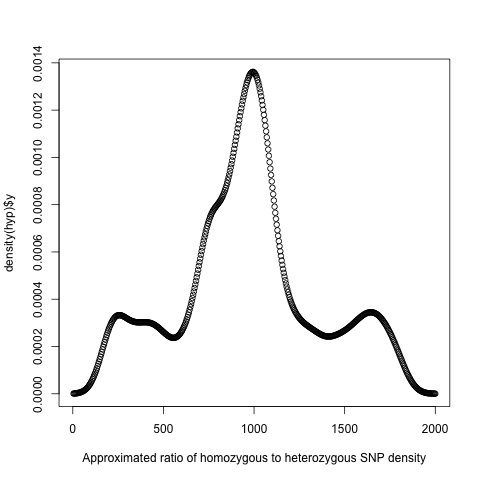 0.0014
0.0012
0.0010
0.0008
0.0006
0.0004
0.0002
0.0000
density(hyp)$y
0 500 1000 1500 2000
Approximated ratio of homozygous to heterozygous SNP density